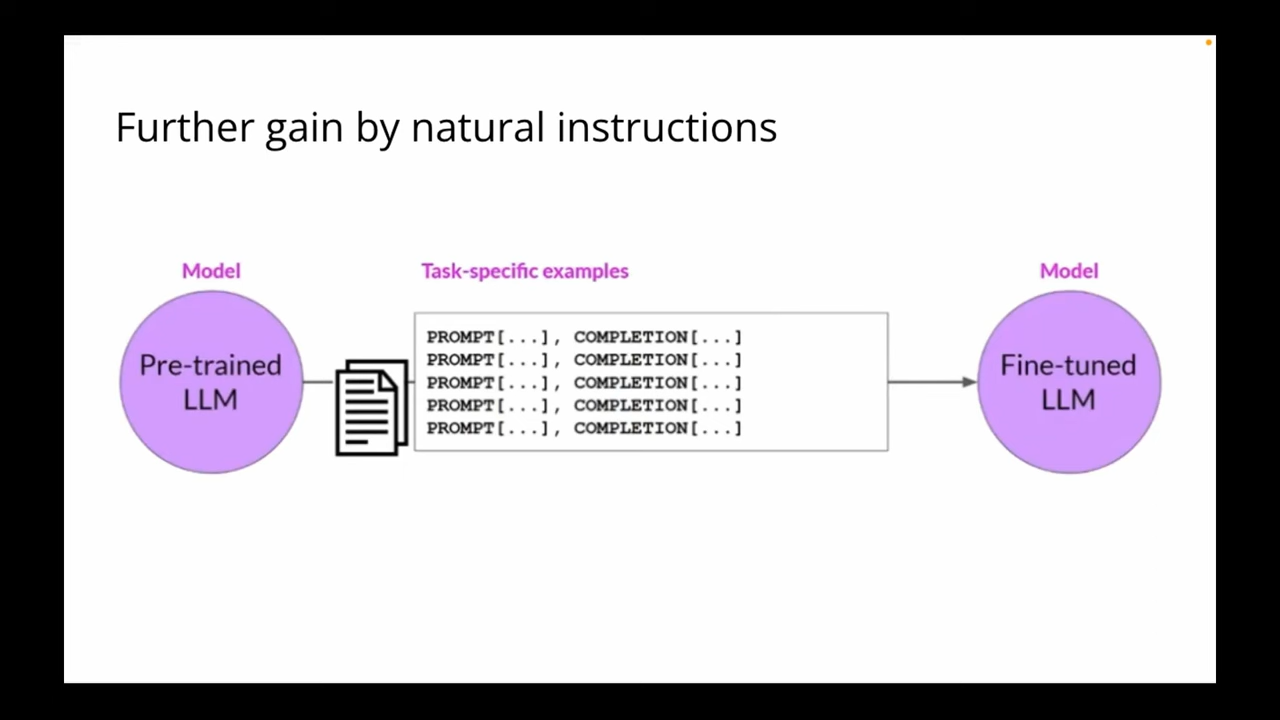 Further gain by natural instructions
Model
Task-specific examples
Model
Pre-trained
LLM
PROMPT[...], COMPLETION[...]
PROMPT[...], COMPLETION[...]
PROMPT[...], COMPLETION[...]
PROMPT[...], COMPLETION[...]
PROMPT[...], COMPLETION[...]
Fine-tuned
LLM